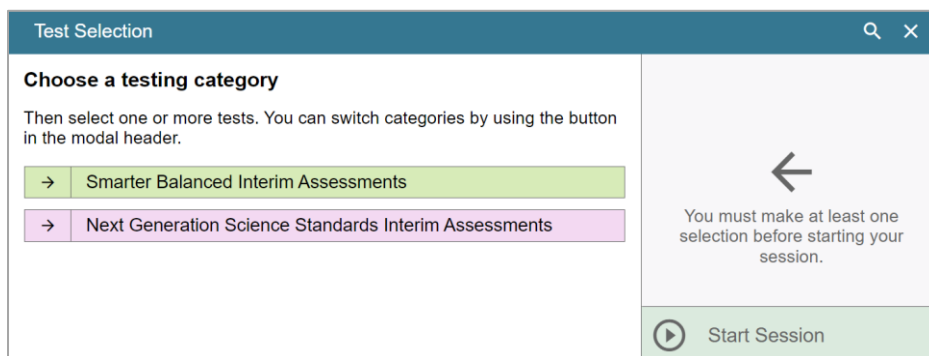 Test Selection
Choose a testing category
Then select one or more tests. You can switch categories by using the button
in the modal header.
Smarter Balanced Interim Assessments
Next Generation Science Standards Interim Assessments
You must make at least one
selection before starting your
session.
Start Session